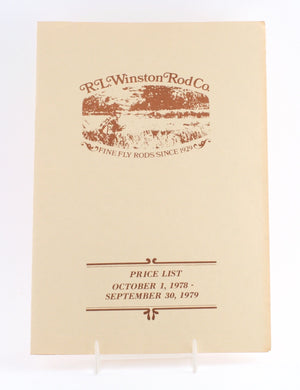 R.L. Winston Rod Co.
FINE FLY RODS SINCE 1929
PRICE LIST
OCTOBER 1, 1978 -
SEPTEMBER 30, 1979